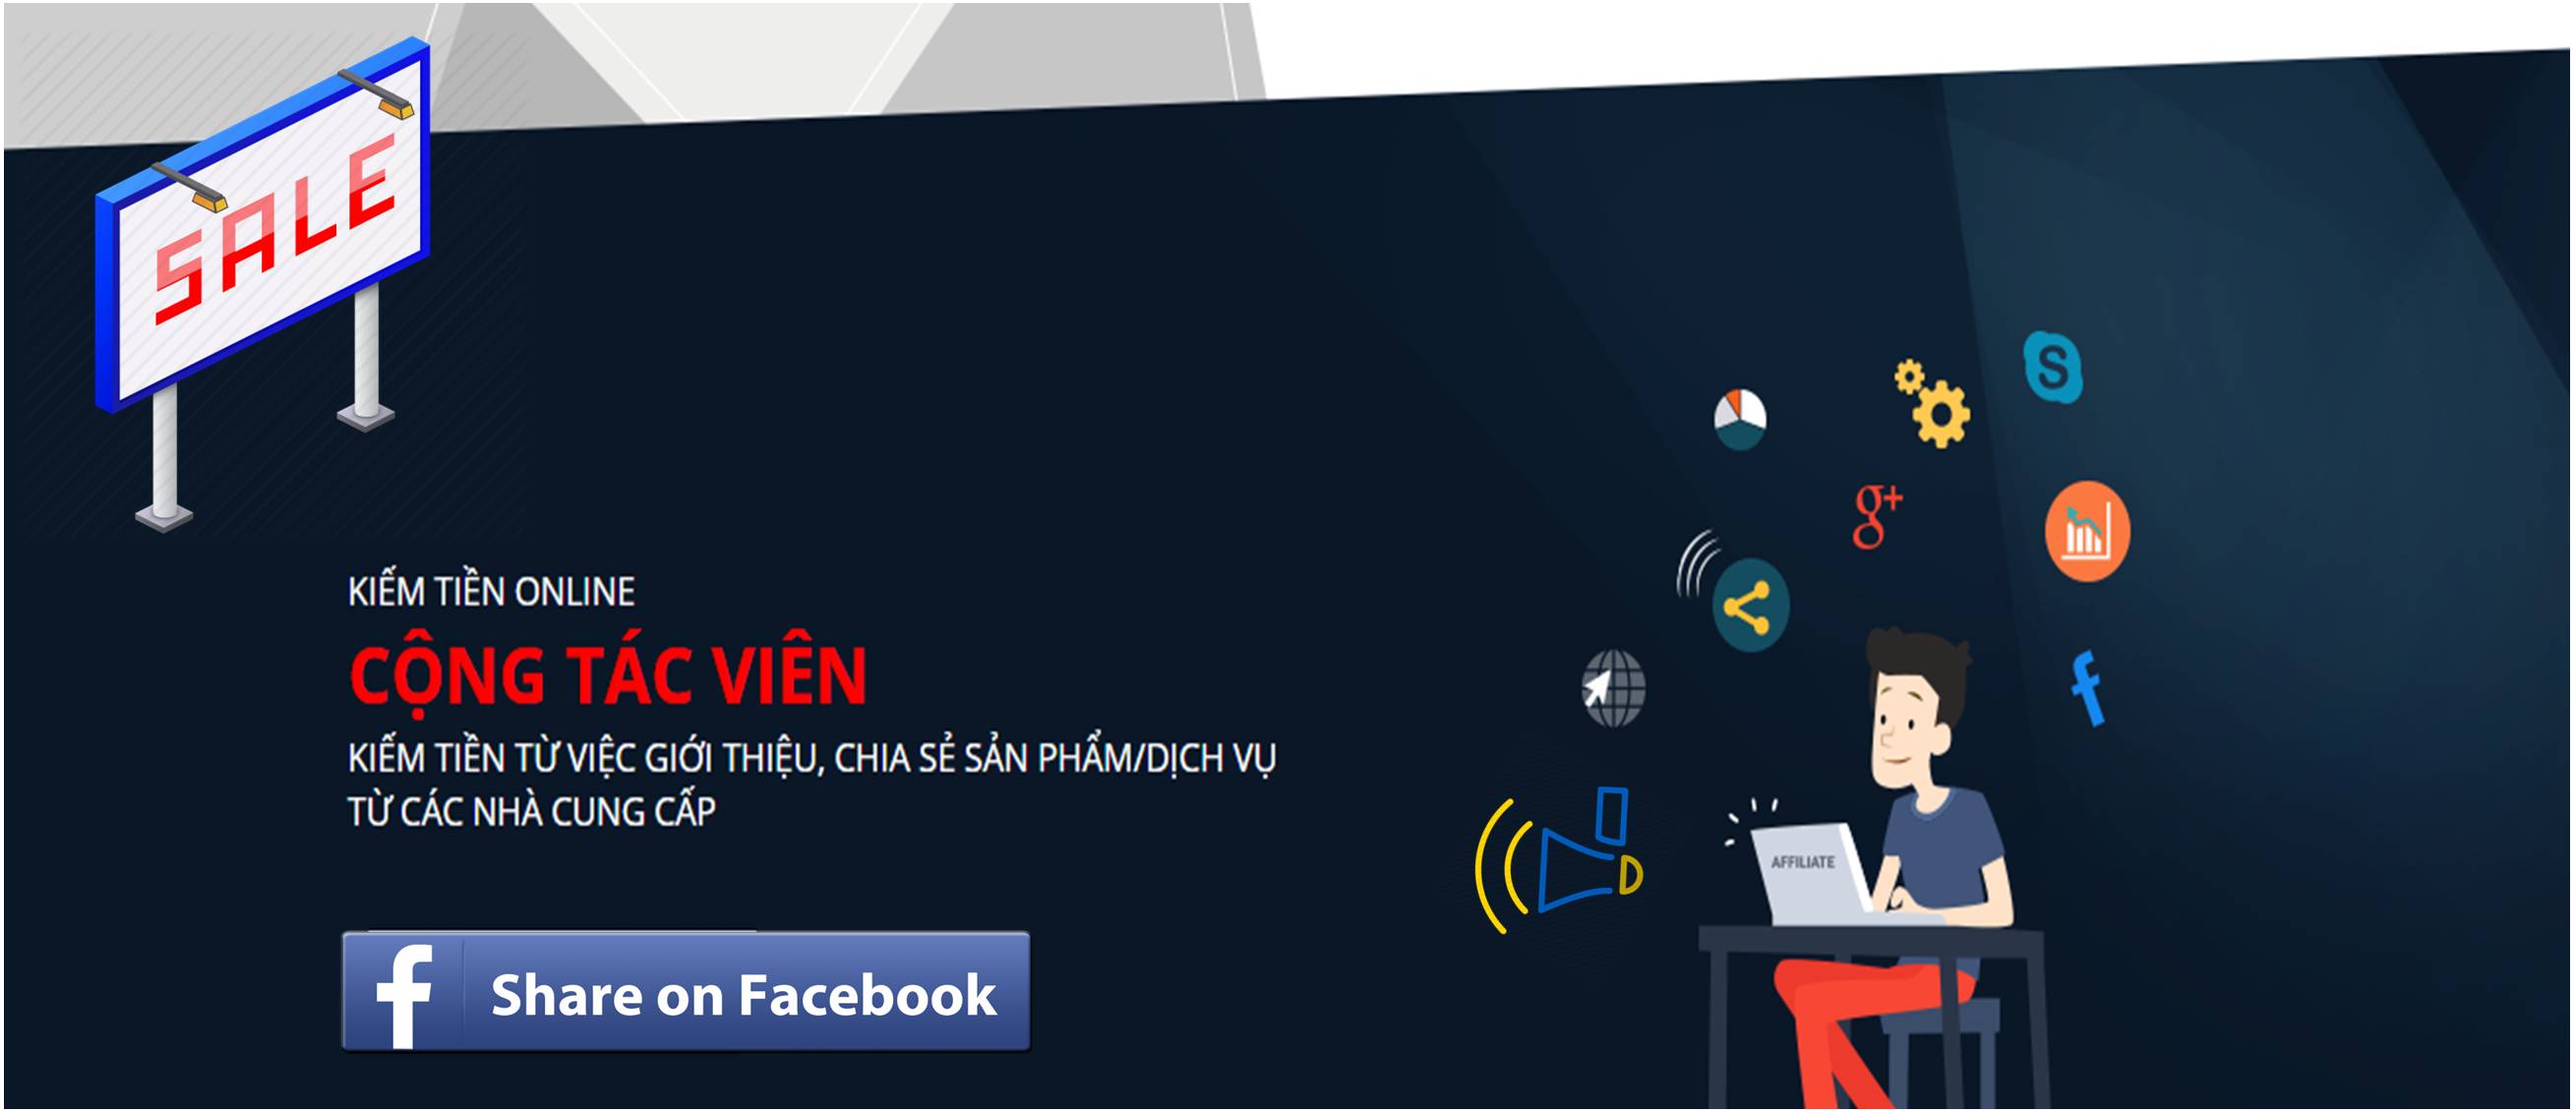 SALE
KIẾM TIỀN ONLINE
CỘNG TÁC VIÊN
KIẾM TIỀN TỪ VIỆC GIỚI THIỆU, CHIA SẺ SẢN PHẨM/DỊCH VỤ
TỪ CÁC NHÀ CUNG CẤP
f Share on Facebook
S
g+
f
AFFILIATE